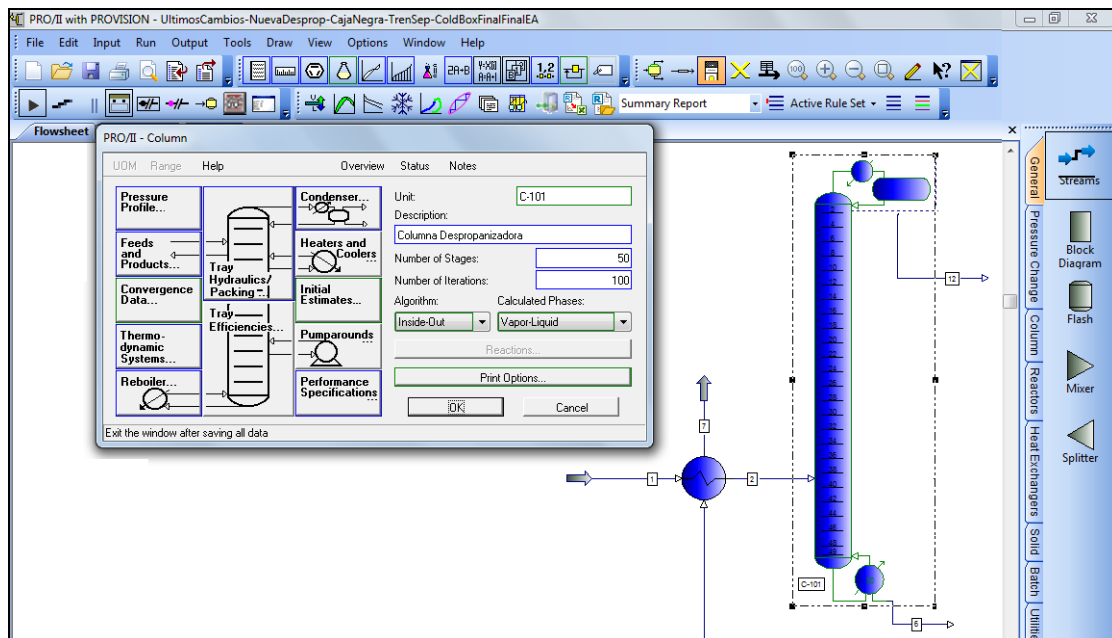 PRO/II with PROVISION - UltimosCambios-NuevaDesprop-CajaNegra-TrenSep-ColdBoxFinalFinalEA
File Edit Input Run Output Tools Draw View Options Window Help
Summary Report
Active Rule Set
Flowsheet
PRO/II - Column
UOM Range Help Overview Status Notes
Pressure
Profile...
Feeds
and
Products...
Convergence
Data...
Thermo-
dynamic
Systems...
Reboiler...
Tray
Hydraulics/
Packing ...
Tray
Efficiencies...
Condenser...
Heaters and
Coolers
Initial
Estimates...
Pumparounds
...
Performance
Specifications
...
Unit: C-101
Description:
Columna Despropanizadora
Number of Stages: 50
Number of Iterations: 100
Algorithm: Calculated Phases:
Inside-Out Vapor-Liquid
Reactions...
Print Options...
OK Cancel
Exit the window after saving all data
1
7
2
12
6
C-101
General
Pressure Change
Column
Reactors
Heat Exchangers
Solid
Batch
Utilitie
Streams
Block
Diagram
Flash
Mixer
Splitter